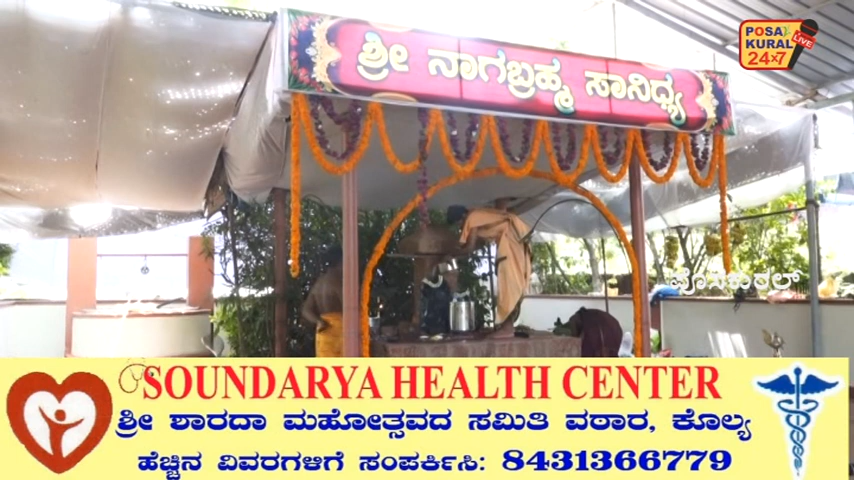 POSA
KURAL
LIVE
24x7
ಶ್ರೀ ನಾಗಬ್ರಹ್ಮ ಸಾನಿಧ್ಯ
ಪೊಸಕುರಲ್
SOUNDARYA HEALTH CENTER
ಶ್ರೀ ಶಾರದಾ ಮಹೋತ್ಸವದ ಸಮಿತಿ ವಠಾರ, ಕೊಲ್ಯ
ಹೆಚ್ಚಿನ ವಿವರಗಳಿಗೆ ಸಂಪರ್ಕಿಸಿ: 8431366779